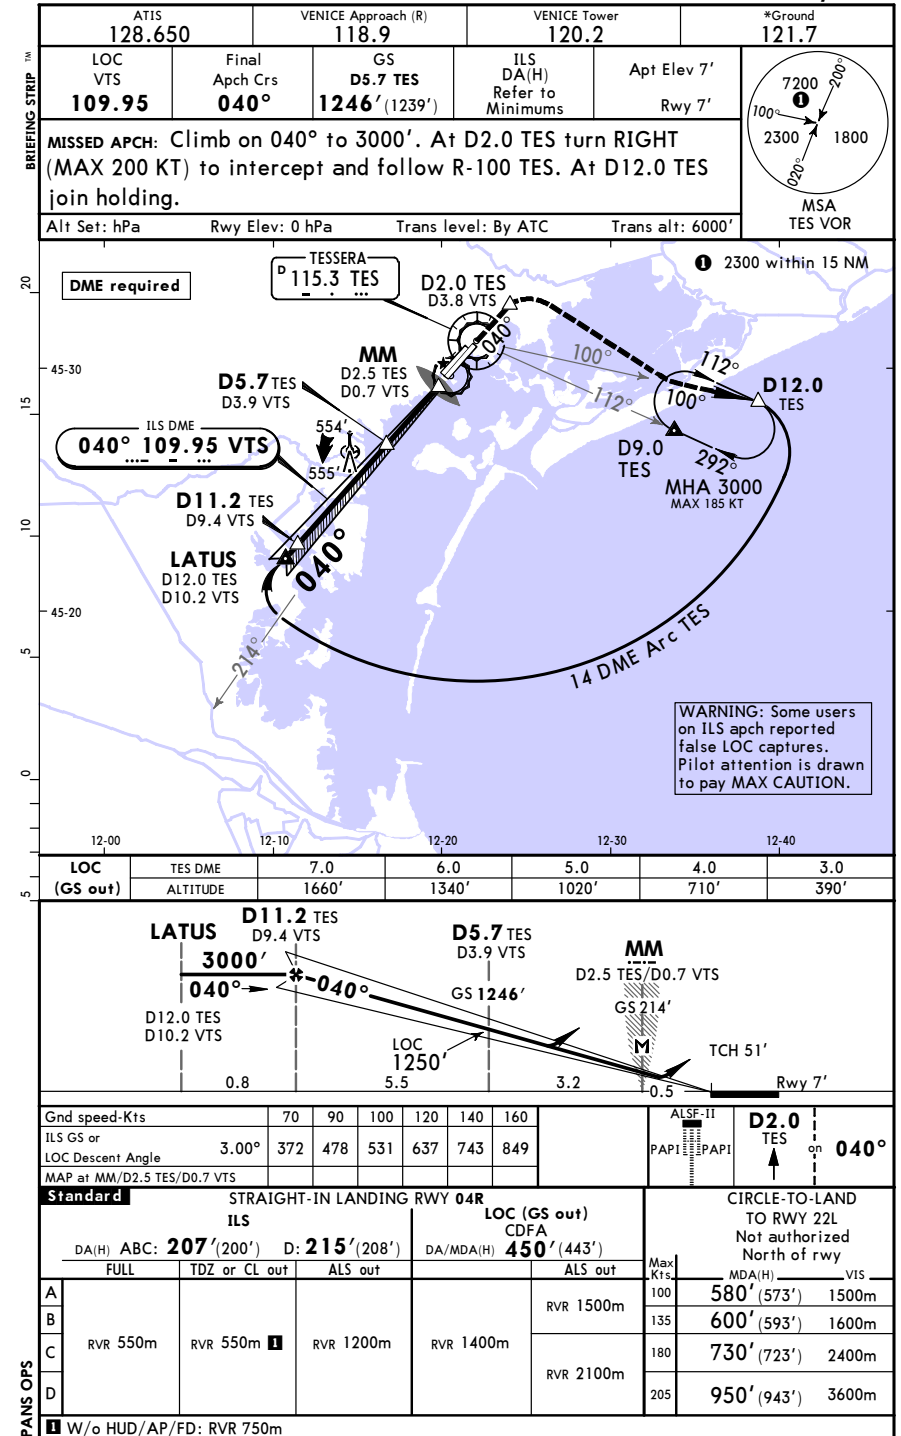 ATIS
128.650
VENICE Approach (R)
118.9
VENICE Tower
120.2
*Ground
121.7
BRIEFING STRIP TM
LOC
VTS
109.95
Final
Apch Crs
040°
GS
D5.7 TES
1246'(1239')
ILS
DA(H)
Refer to
Minimums
Apt Elev 7'
Rwy 7'
7200
1
200°
100°
2300
1800
020°
MSA
TES VOR
MISSED APCH: Climb on 040° to 3000'. At D2.0 TES turn RIGHT
(MAX 200 KT) to intercept and follow R-100 TES. At D12.0 TES
join holding.
Alt Set: hPa Rwy Elev: 0 hPa Trans level: By ATC Trans alt: 6000'
DME required
TESSERA
D 115.3 TES
D2.0 TES
D3.8 VTS
1 2300 within 15 NM
040°
100°
112°
112°
100°
D12.0
TES
D9.0
TES
292°
MHA 3000
MAX 185 KT
MM
D2.5 TES
D0.7 VTS
D5.7 TES
D3.9 VTS
ILS DME
040° 109.95 VTS
554'
555'
D11.2 TES
D9.4 VTS
LATUS
D12.0 TES
D10.2 VTS
040°
214°
14 DME Arc TES
WARNING: Some users
on ILS apch reported
false LOC captures.
Pilot attention is drawn
to pay MAX CAUTION.
20
45-30
15
10
45-20
5
0
5
12-00 12-10 12-20 12-30 12-40
LOC
(GS out)
TES DME 7.0 6.0 5.0 4.0 3.0
ALTITUDE 1660' 1340' 1020' 710' 390'
LATUS
D11.2 TES
D9.4 VTS
3000'
040°
040°
D12.0 TES
D10.2 VTS
D5.7 TES
D3.9 VTS
GS 1246'
LOC
1250'
MM
D2.5 TES/D0.7 VTS
GS 214'
M
TCH 51'
Rwy 7'
0.8 5.5 3.2 0.5
Gnd speed-Kts 70 90 100 120 140 160
ILS GS or
LOC Descent Angle 3.00° 372 478 531 637 743 849
MAP at MM/D2.5 TES/D0.7 VTS
ALSF-II
PAPI PAPI
D2.0
TES
on
040°
Standard
STRAIGHT-IN LANDING RWY 04R
ILS
DA(H) ABC: 207'(200') D: 215'(208')
LOC (GS out)
CDFA
DA/MDA(H) 450'(443')
CIRCLE-TO-LAND
TO RWY 22L
Not authorized
North of rwy
FULL TDZ or CL out ALS out ALS out
Max
Kts
MDA(H) VIS
A
B
C
D
RVR 550m
RVR 550m 1
RVR 1200m
RVR 1400m
RVR 1500m
RVR 2100m
100 580'(573') 1500m
135 600'(593') 1600m
180 730'(723') 2400m
205 950'(943') 3600m
PANS OPS
1 W/o HUD/AP/FD: RVR 750m